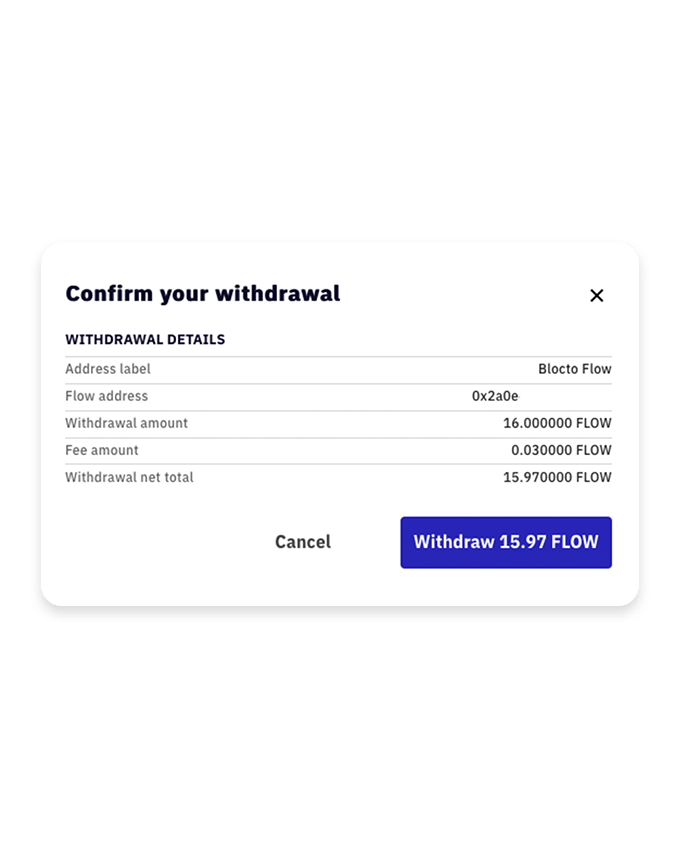 Confirm your withdrawal
WITHDRAWAL DETAILS
Address label Blocto Flow
Flow address 0x2a0e
Withdrawal amount 16.000000 FLOW
Fee amount 0.030000 FLOW
Withdrawal net total 15.970000 FLOW
Cancel Withdraw 15.97 FLOW